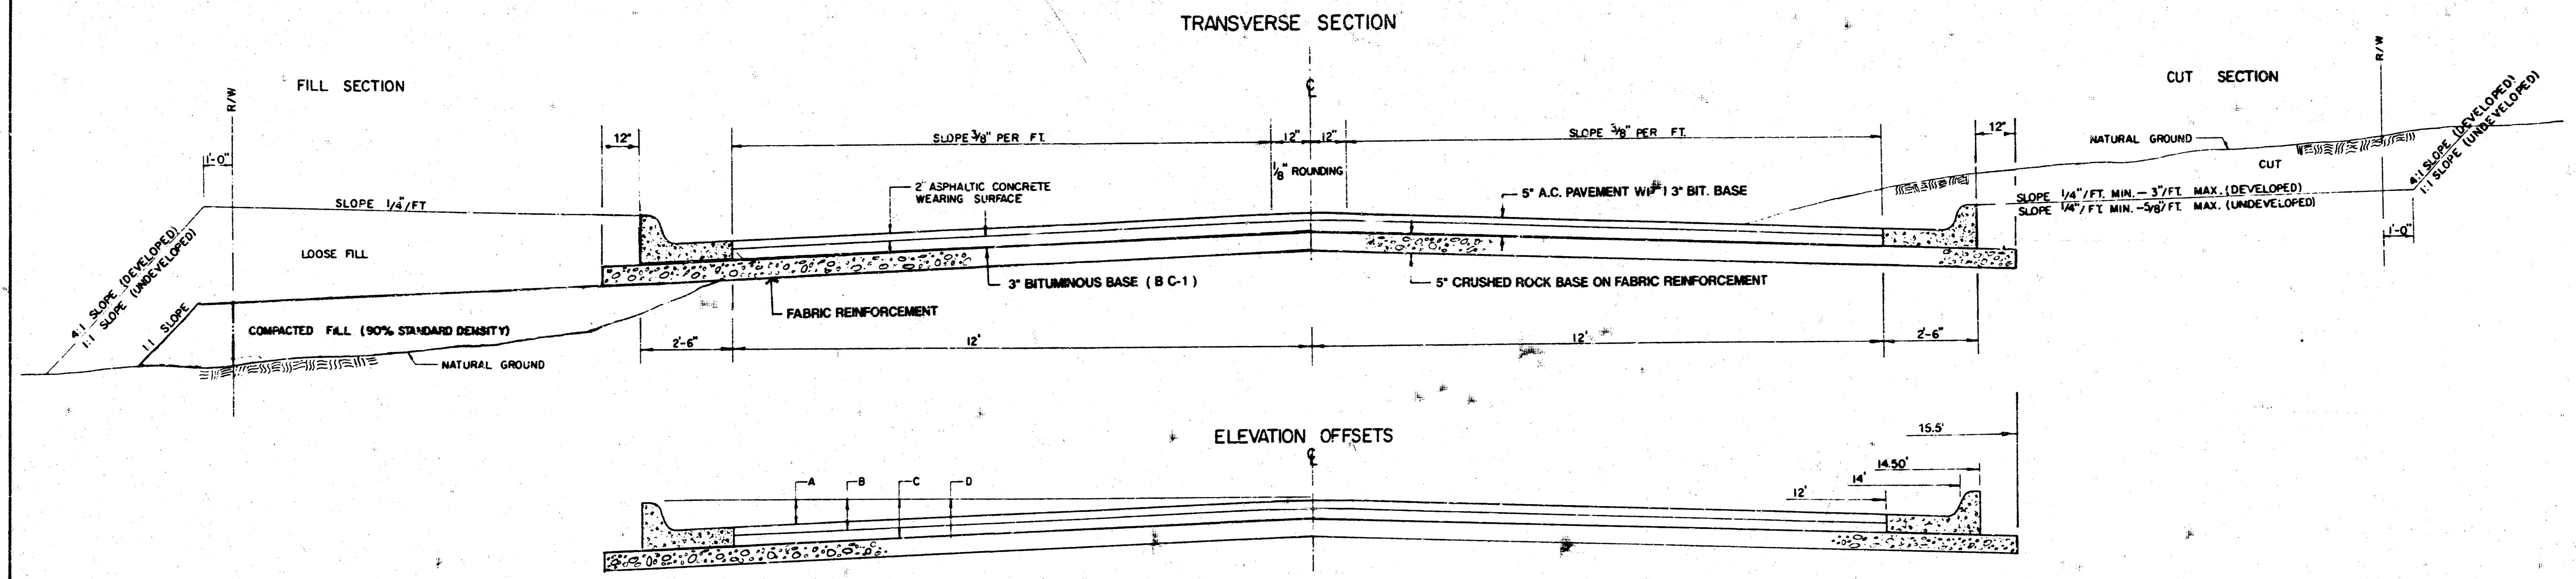 TRANSVERSE SECTION
FILL SECTION
CUT SECTION
R/W
℄
R/W
12"
SLOPE 3/8" PER FT.
12"
12"
SLOPE 3/8" PER FT.
12"
1'-0"
1/8" ROUNDING
NATURAL GROUND
CUT
4:1 SLOPE (DEVELOPED)
1:1 SLOPE (UNDEVELOPED)
2" ASPHALTIC CONCRETE
WEARING SURFACE
5" A.C. PAVEMENT 3" BIT. BASE
SLOPE 1/4"/FT. MIN. - 3"/FT. MAX. (DEVELOPED)
SLOPE 1/4"/FT. MIN. - 5/8"/FT. MAX. (UNDEVELOPED)
SLOPE 1/4"/FT
1'-0"
LOOSE FILL
4:1 SLOPE (DEVELOPED)
1:1 SLOPE (UNDEVELOPED)
1:1 SLOPE
3" BITUMINOUS BASE ( B C-1 )
5" CRUSHED ROCK BASE ON FABRIC REINFORCEMENT
FABRIC REINFORCEMENT
COMPACTED FILL (90% STANDARD DENSITY)
NATURAL GROUND
2'-6"
12'
12'
2'-6"
ELEVATION OFFSETS
℄
15.5'
14.50'
14'
12'
A
B
C
D